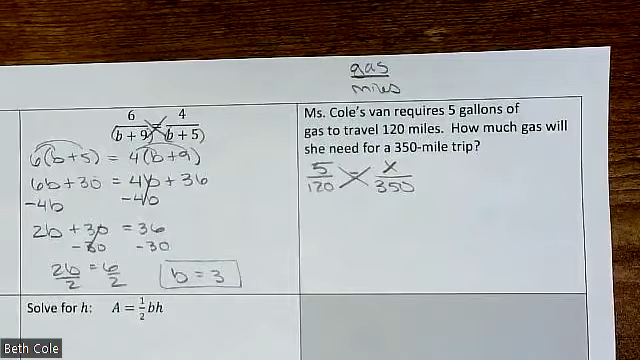 gas
miles
6 4
(b + 9) = (b + 5)
6(b+5) = 4(b+9)
6b+30 = 4b+36
-4b -4b
2b+30 = 36
-30 -30
2b = 6
2 2
b = 3
Ms. Cole's van requires 5 gallons of
gas to travel 120 miles. How much gas will
she need for a 350-mile trip?
5 = x
120 350
Solve for h: A = 1/2 bh
Beth Cole